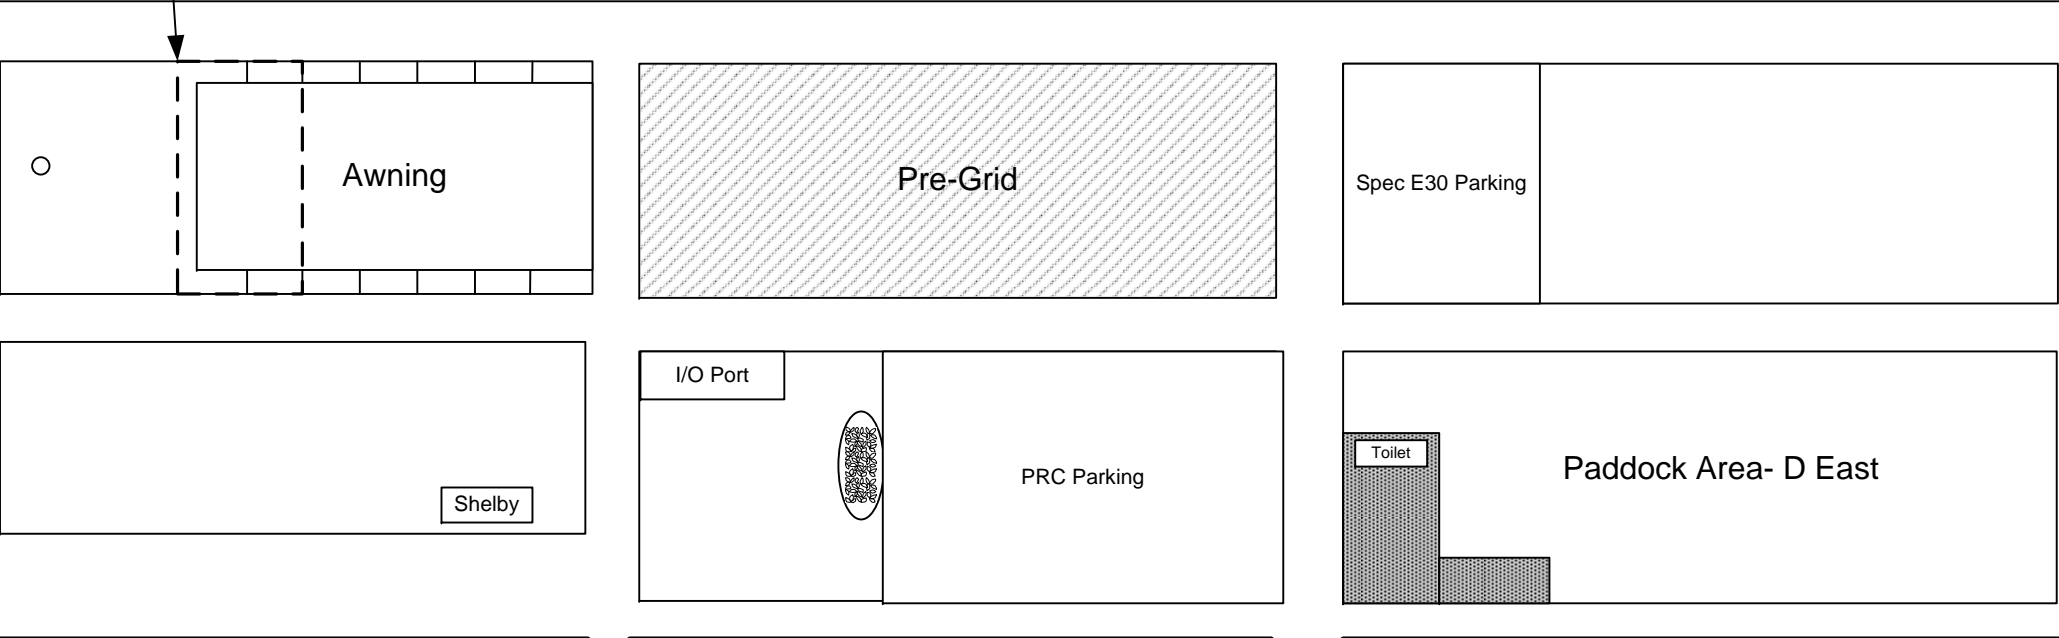 Awning
Pre-Grid
Spec E30 Parking
I/O Port
Shelby
PRC Parking
Toilet
Paddock Area- D East